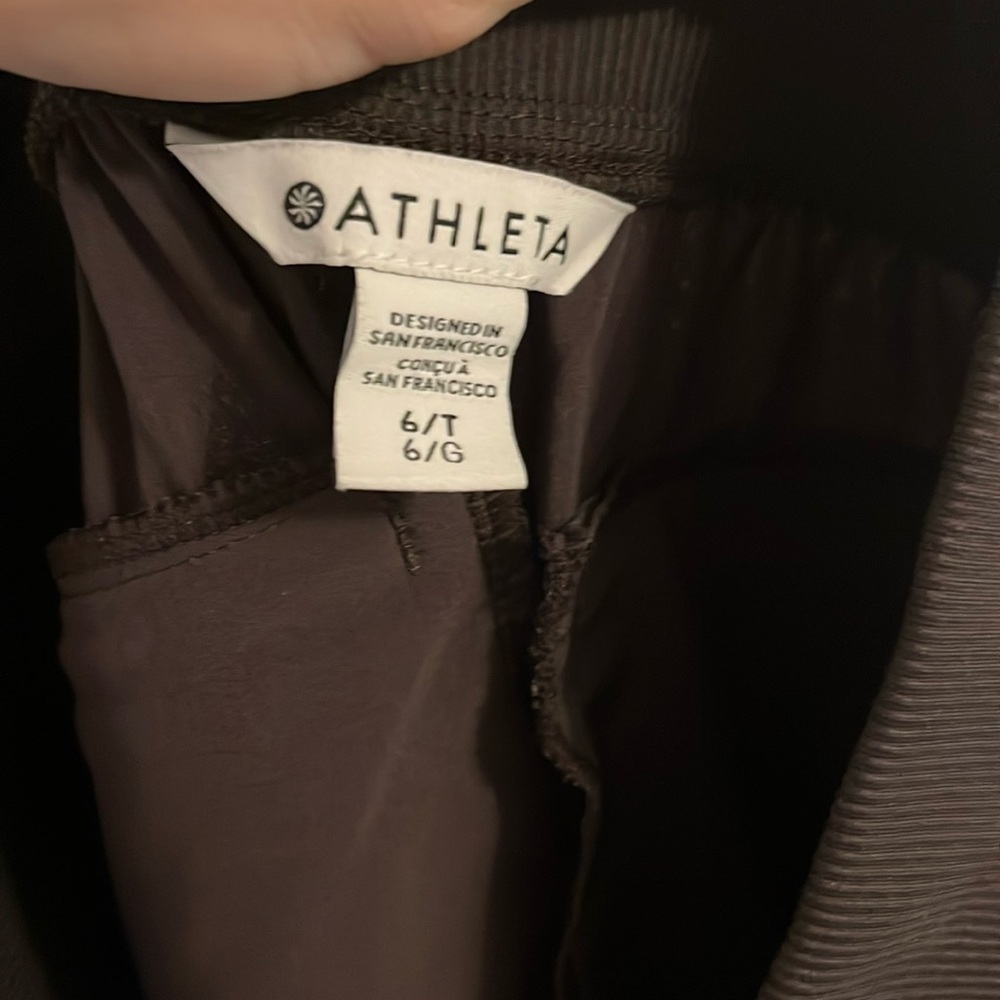 ATHLETA
DESIGNED IN
SAN FRANCISCO
CONÇU À
SAN FRANCISCO
6/T
6/G